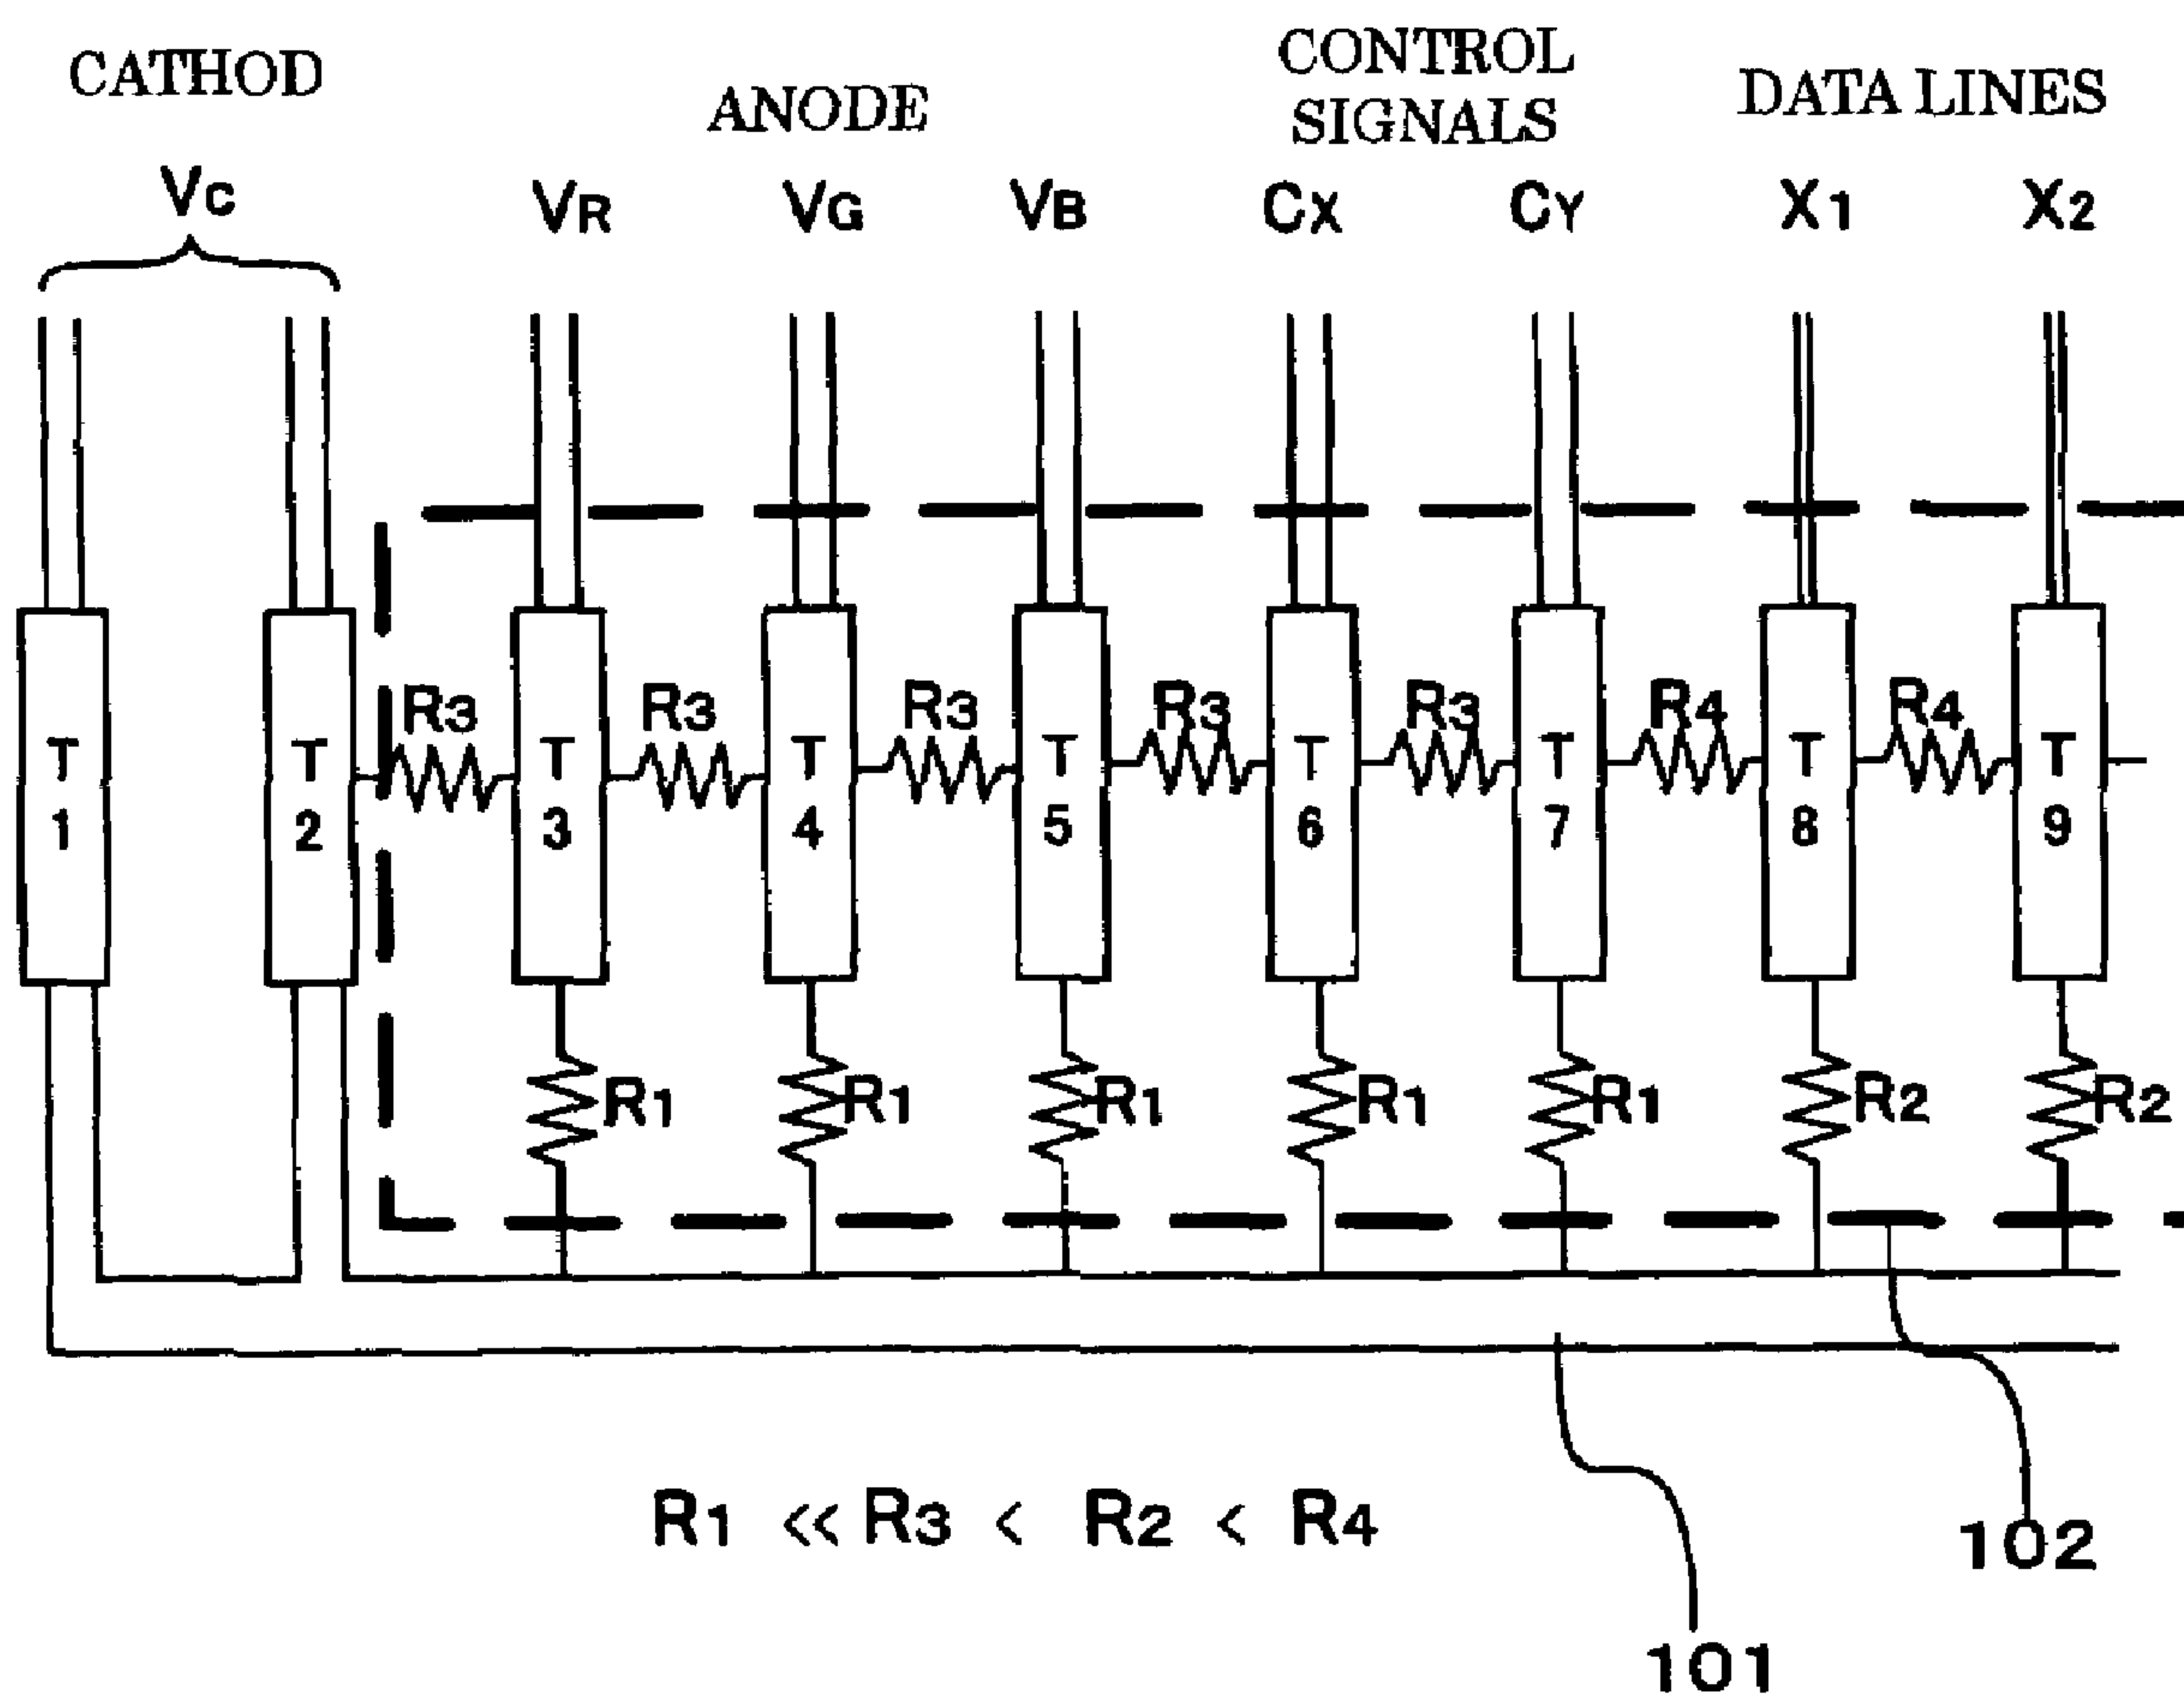 CATHOD
ANODE
CONTROL
SIGNALS
DATA LINES
VC
VR
VG
VB
CX
CY
X1
X2
R3
R3
R3
R3
R3
R4
R4
T
1
T
2
T
3
T
4
T
5
T
6
T
7
T
8
T
9
R1
R1
R1
R1
R1
R2
R2
R1 << R3 < R2 < R4
102
101